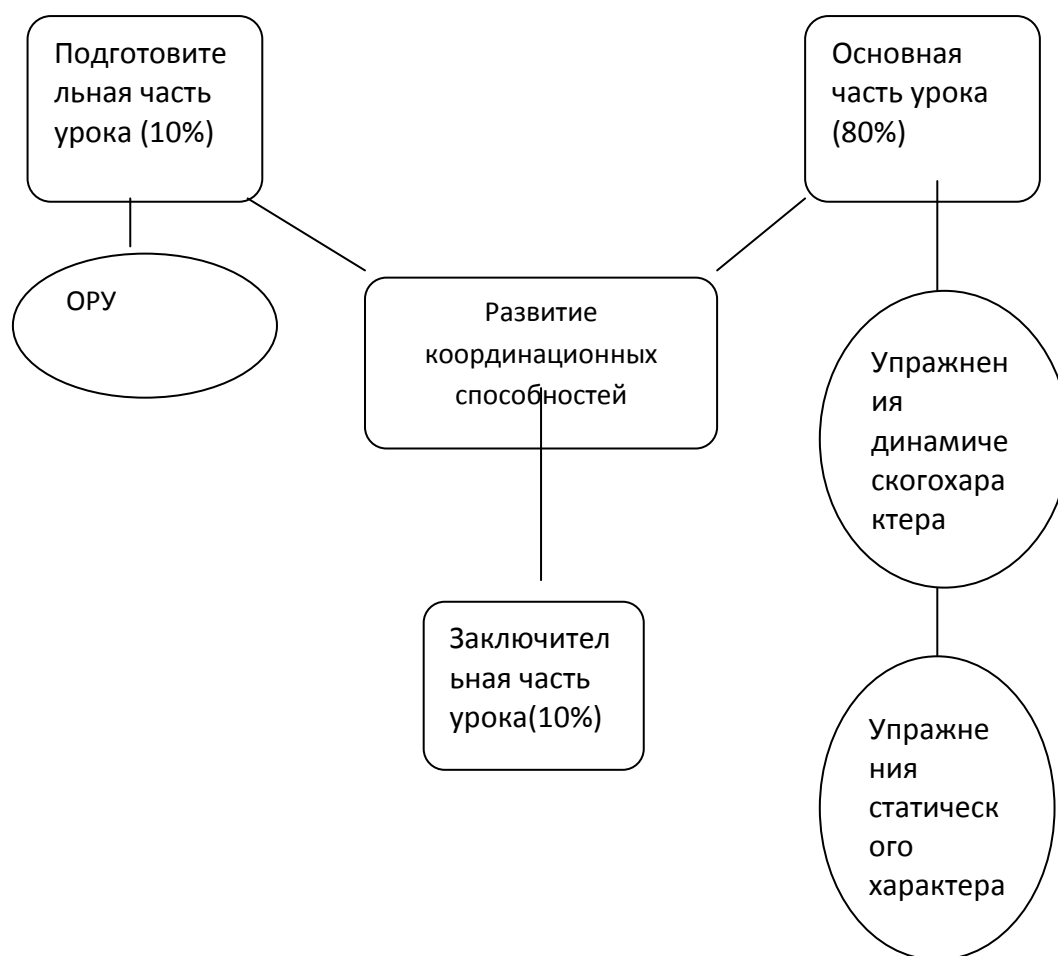 Подготовите
льная часть
урока (10%)
Основная
часть урока
(80%)
ОРУ
Развитие
координационных
способностей
Упражнен
ия
динамиче
скогохара
ктера
Заключител
ьная часть
урока(10%)
Упражне
ния
статическ
ого
характера